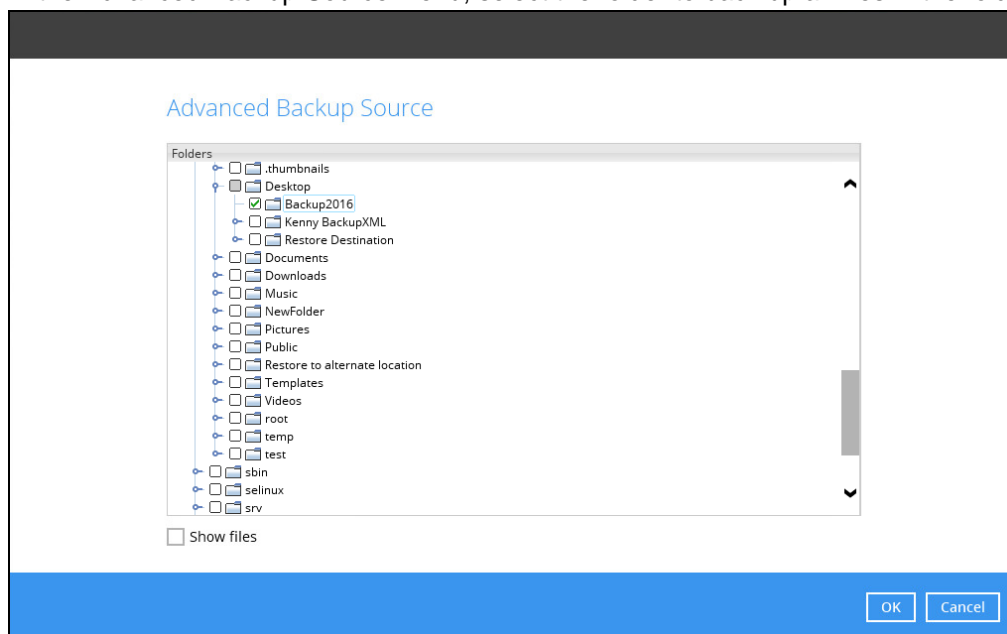 Advanced Backup Source
Folders
.thumbnails
Desktop
Backup2016
Kenny BackupXML
Restore Destination
Documents
Downloads
Music
NewFolder
Pictures
Public
Restore to alternate location
Templates
Videos
root
temp
test
sbin
selinux
srv
Show files
OK Cancel